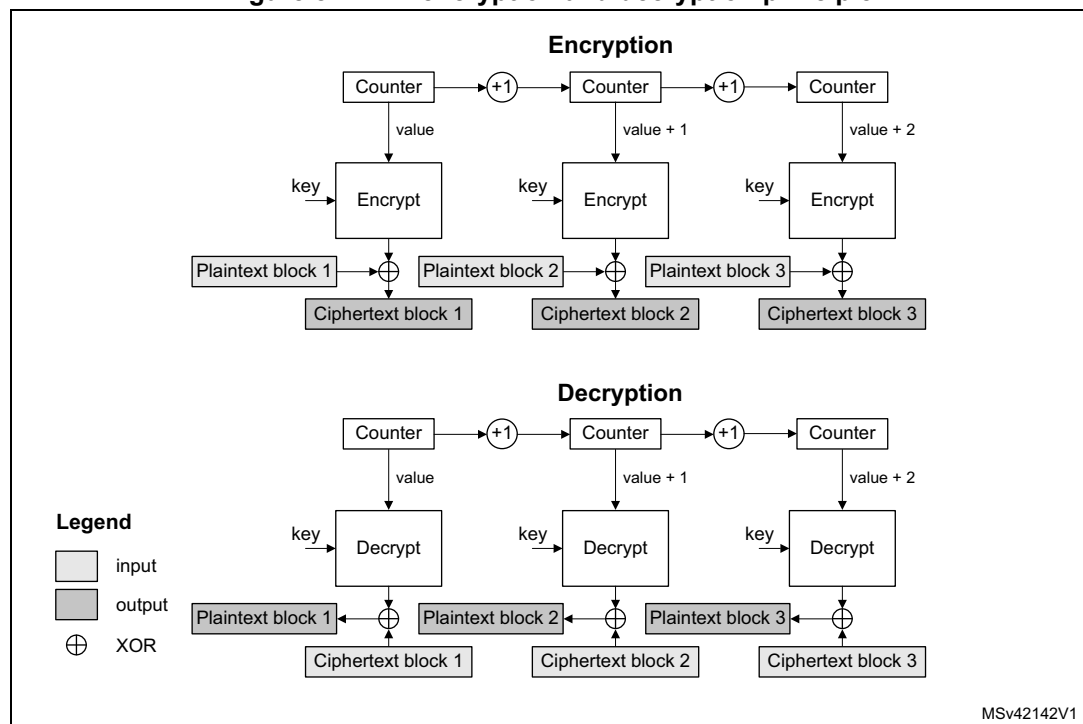 Encryption
Counter +1 Counter +1 Counter
value value + 1 value + 2
key Encrypt key Encrypt key Encrypt
Plaintext block 1 Plaintext block 2 Plaintext block 3
Ciphertext block 1 Ciphertext block 2 Ciphertext block 3
Decryption
Counter +1 Counter +1 Counter
value value + 1 value + 2
key Decrypt key Decrypt key Decrypt
Plaintext block 1 Plaintext block 2 Plaintext block 3
Ciphertext block 1 Ciphertext block 2 Ciphertext block 3
Legend
input
output
XOR
MSv42142V1